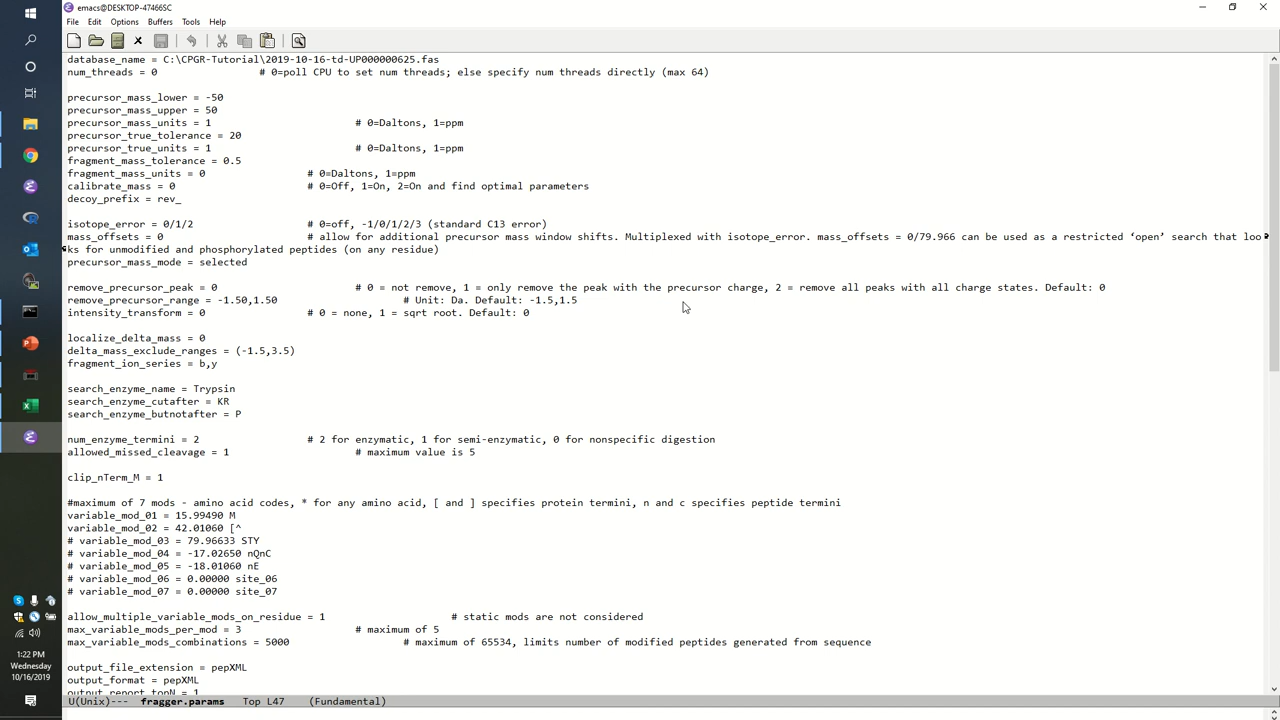 emacs@DESKTOP-47466SC
File Edit Options Buffers Tools Help
database_name = C:\CPGR-Tutorial\2019-10-16-td-UP000000625.fas
num_threads = 0 # 0=poll CPU to set num threads; else specify num threads directly (max 64)
precursor_mass_lower = -50
precursor_mass_upper = 50
precursor_mass_units = 1 # 0=Daltons, 1=ppm
precursor_true_tolerance = 20
precursor_true_units = 1 # 0=Daltons, 1=ppm
fragment_mass_tolerance = 0.5
fragment_mass_units = 0 # 0=Daltons, 1=ppm
calibrate_mass = 0 # 0=Off, 1=On, 2=On and find optimal parameters
decoy_prefix = rev_
isotope_error = 0/1/2 # 0=off, -1/0/1/2/3 (standard C13 error)
mass_offsets = 0 # allow for additional precursor mass window shifts. Multiplexed with isotope_error. mass_offsets = 0/79.966 can be used as a restricted ‘open’ search that loo
ks for unmodified and phosphorylated peptides (on any residue)
precursor_mass_mode = selected
remove_precursor_peak = 0 # 0 = not remove, 1 = only remove the peak with the precursor charge, 2 = remove all peaks with all charge states. Default: 0
remove_precursor_range = -1.50,1.50 # Unit: Da. Default: -1.5,1.5
intensity_transform = 0 # 0 = none, 1 = sqrt root. Default: 0
localize_delta_mass = 0
delta_mass_exclude_ranges = (-1.5,3.5)
fragment_ion_series = b,y
search_enzyme_name = Trypsin
search_enzyme_cutafter = KR
search_enzyme_butnotafter = P
num_enzyme_termini = 2 # 2 for enzymatic, 1 for semi-enzymatic, 0 for nonspecific digestion
allowed_missed_cleavage = 1 # maximum value is 5
clip_nTerm_M = 1
#maximum of 7 mods - amino acid codes, * for any amino acid, [ and ] specifies protein termini, n and c specifies peptide termini
variable_mod_01 = 15.99490 M
variable_mod_02 = 42.01060 [^
# variable_mod_03 = 79.96633 STY
# variable_mod_04 = -17.02650 nQnC
# variable_mod_05 = -18.01060 nE
# variable_mod_06 = 0.00000 site_06
# variable_mod_07 = 0.00000 site_07
allow_multiple_variable_mods_on_residue = 1 # static mods are not considered
max_variable_mods_per_mod = 3 # maximum of 5
max_variable_mods_combinations = 5000 # maximum of 65534, limits number of modified peptides generated from sequence
output_file_extension = pepXML
output_format = pepXML
output_report_topN = 1
U(Unix)--- fragger.params Top L47 (Fundamental)
1:22 PM
Wednesday
10/16/2019